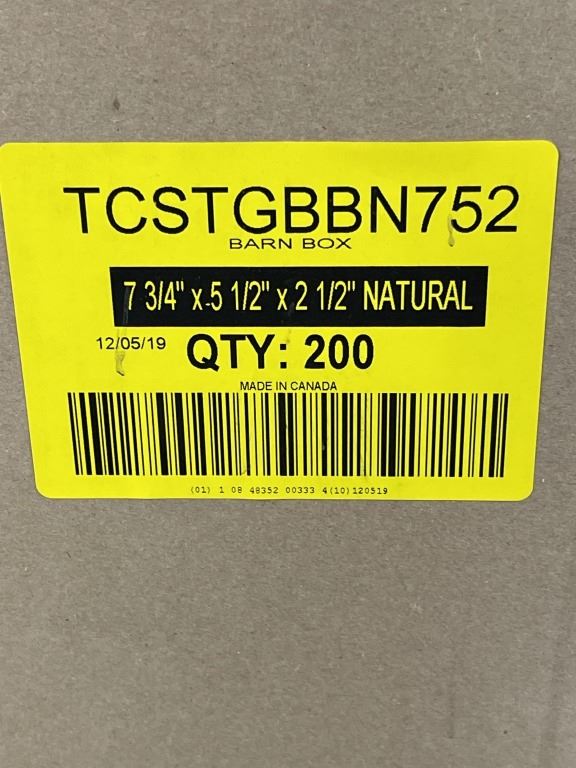 TCSTGBBN752
BARN BOX
7 3/4" x 5 1/2" x 2 1/2" NATURAL
12/05/19 QTY: 200
MADE IN CANADA
(01) 1 08 48352 00333 4(10)120519